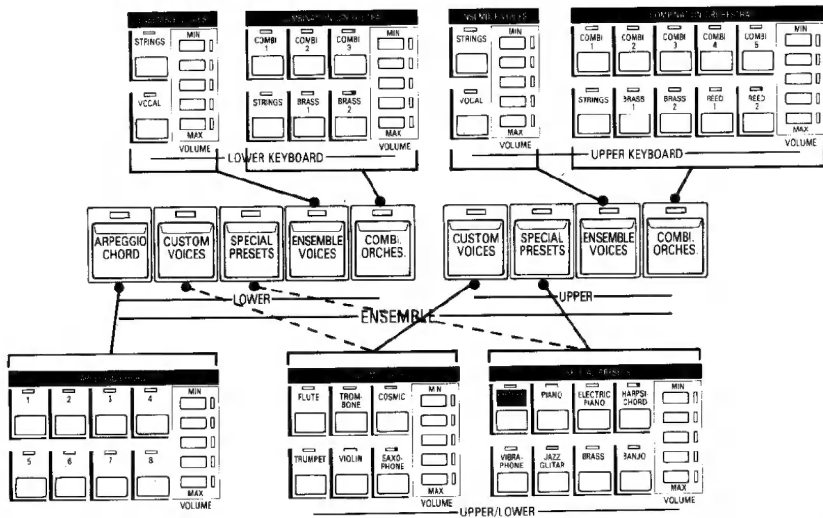 MIN
STRINGS
VOCAL
MAX
VOLUME
COMBI 1
COMBI 2
COMBI 3
MIN
STRINGS
BRASS 1
BRASS 2
MAX
VOLUME
LOWER KEYBOARD
MIN
STRINGS
VOCAL
MAX
VOLUME
COMBI 1
COMBI 2
COMBI 3
COMBI 4
COMBI 5
MIN
STRINGS
BRASS 1
BRASS 2
REED 1
REED 2
MAX
VOLUME
UPPER KEYBOARD
ARPEGGIO CHORD
CUSTOM VOICES
SPECIAL PRESETS
ENSEMBLE VOICES
COMBI. ORCHES.
CUSTOM VOICES
SPECIAL PRESETS
ENSEMBLE VOICES
COMBI. ORCHES.
LOWER
UPPER
ENSEMBLE
1
2
3
4
MIN
5
6
7
8
MAX
VOLUME
FLUTE
TROM-BONE
COSMIC
MIN
TRUMPET
VIOLIN
SAXO-PHONE
MAX
VOLUME
PIANO
ELECTRIC PIANO
HARPSI-CHORD
MIN
VIBRA-PHONE
JAZZ GUITAR
BRASS
BANJO
MAX
VOLUME
UPPER/LOWER